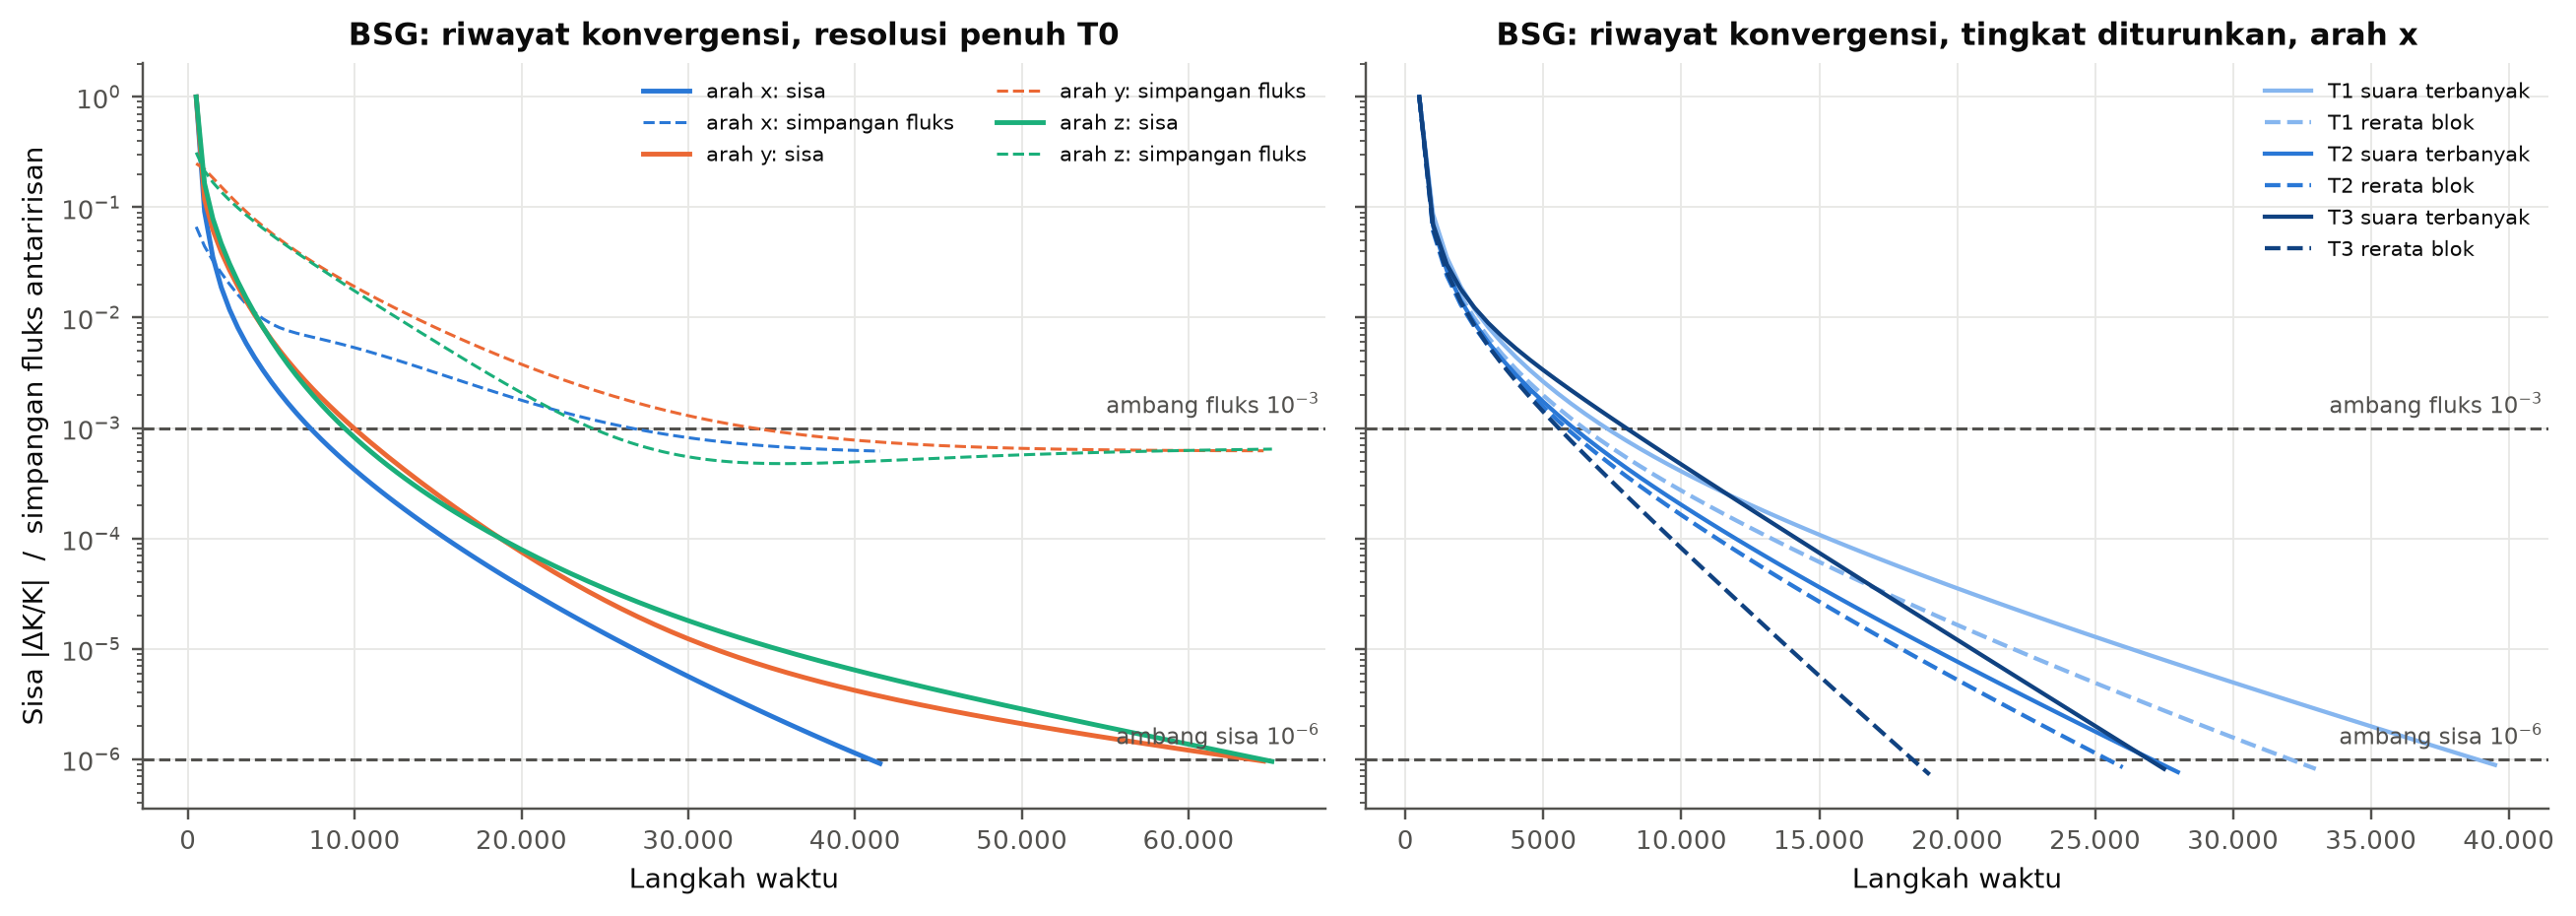 BSG: riwayat konvergensi, resolusi penuh T0
Sisa |ΔK/K| / simpangan fluks antaririsan
10⁰
10⁻¹
10⁻²
10⁻³
10⁻⁴
10⁻⁵
10⁻⁶
arah x: sisa
arah x: simpangan fluks
arah y: sisa
arah y: simpangan fluks
arah z: sisa
arah z: simpangan fluks
ambang fluks 10⁻³
ambang sisa 10⁻⁶
0 10.000 20.000 30.000 40.000 50.000 60.000
Langkah waktu
BSG: riwayat konvergensi, tingkat diturunkan, arah x
T1 suara terbanyak
T1 rerata blok
T2 suara terbanyak
T2 rerata blok
T3 suara terbanyak
T3 rerata blok
ambang fluks 10⁻³
ambang sisa 10⁻⁶
0 5000 10.000 15.000 20.000 25.000 30.000 35.000 40.000
Langkah waktu